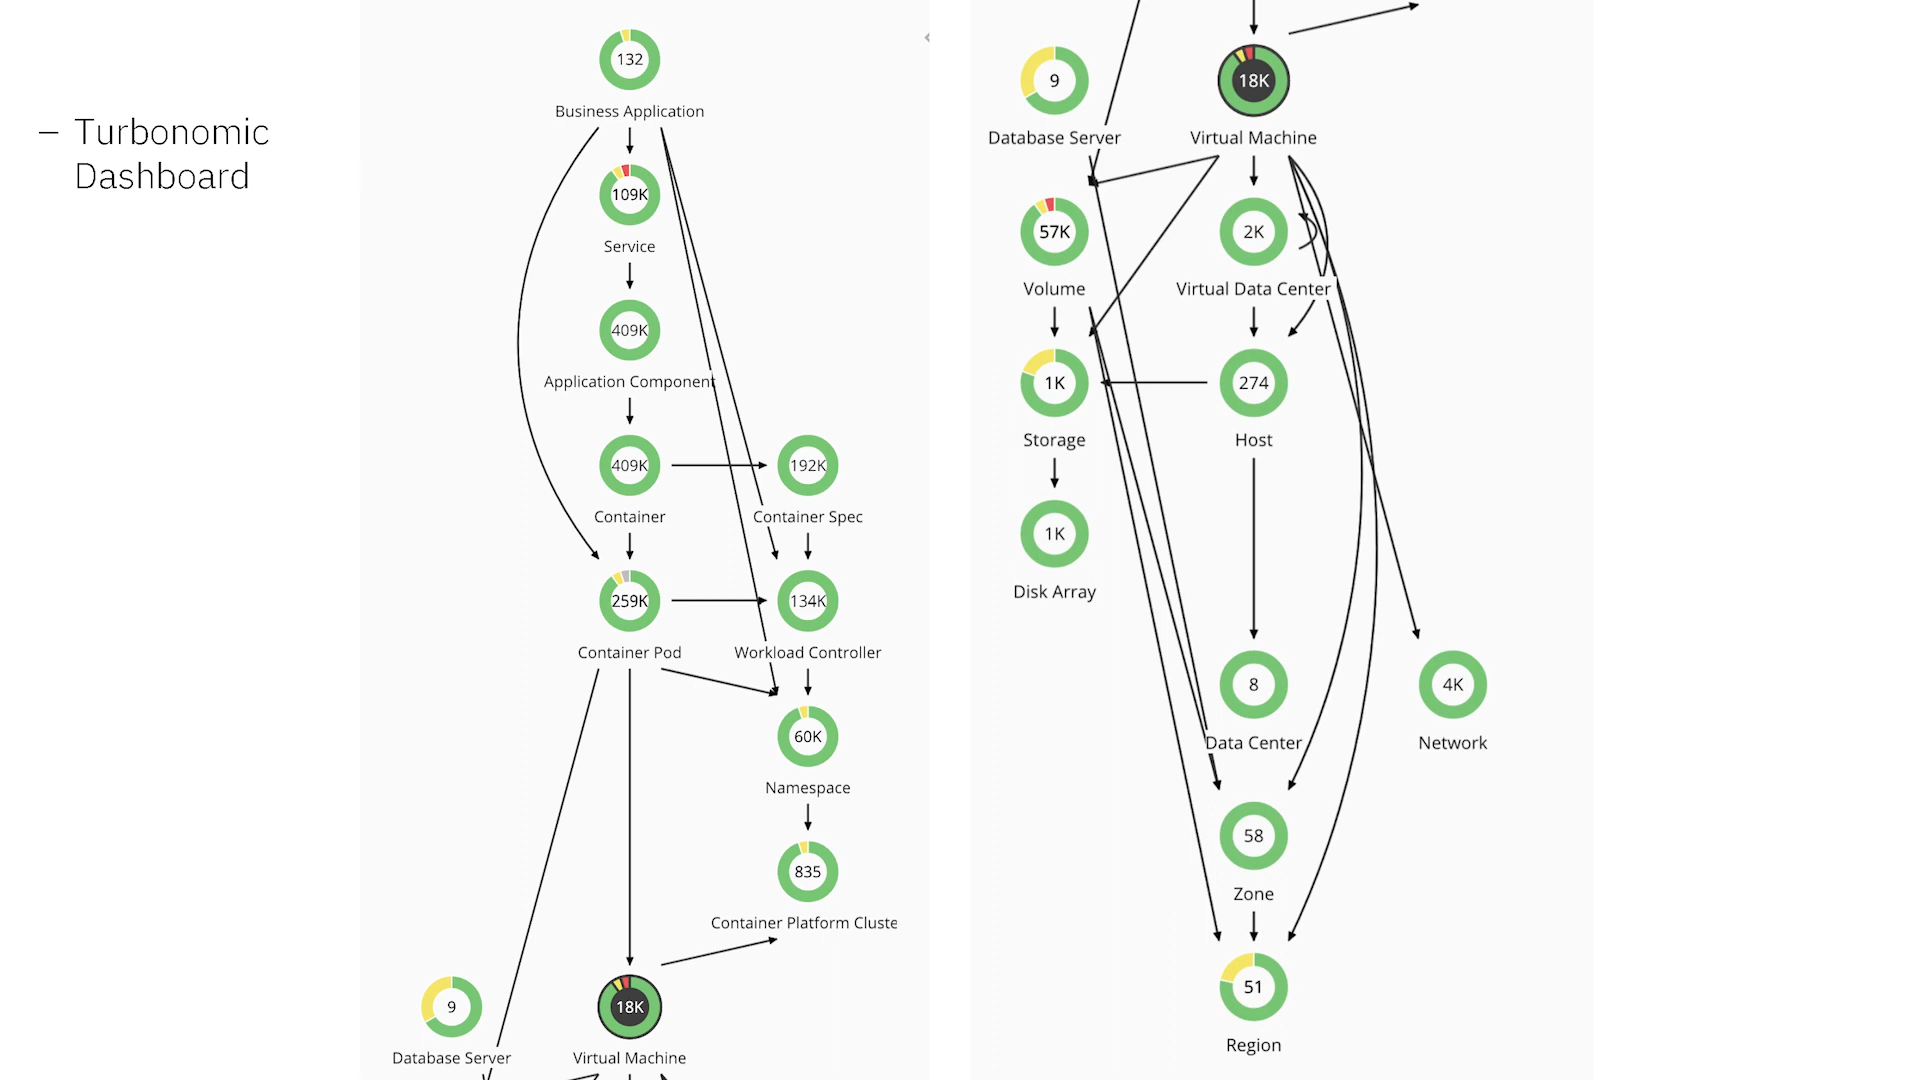 – Turbonomic
Dashboard
132
Business Application
109K
Service
409K
Application Component
409K
Container
192K
Container Spec
259K
Container Pod
134K
Workload Controller
60K
Namespace
835
Container Platform Cluste
9
Database Server
18K
Virtual Machine
9
Database Server
18K
Virtual Machine
57K
Volume
2K
Virtual Data Center
1K
Storage
274
Host
1K
Disk Array
8
Data Center
4K
Network
58
Zone
51
Region